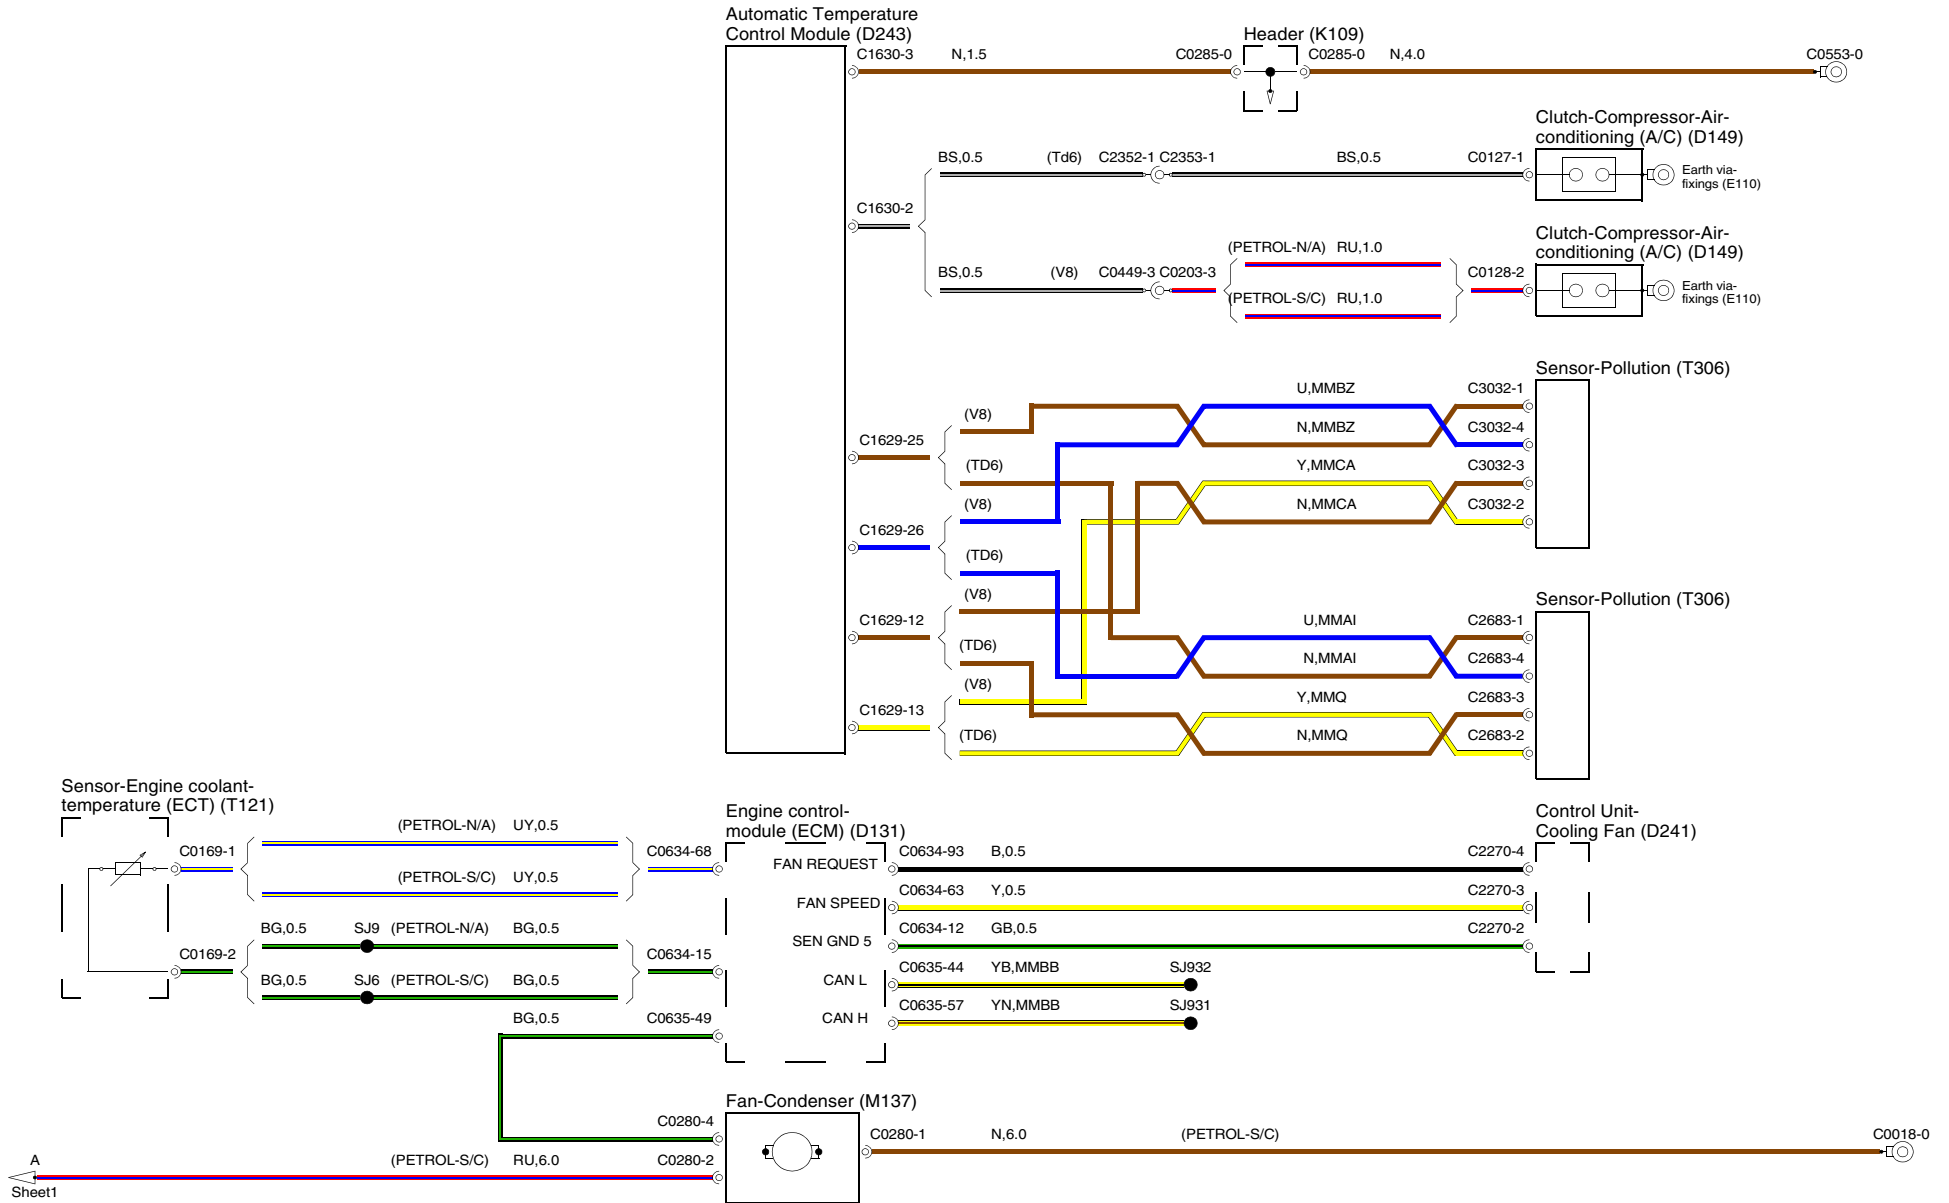 Automatic Temperature
Control Module (D243)
Header (K109)
C1630-3 N,1.5 C0285-0 C0285-0 N,4.0 C0553-0
Clutch-Compressor-Air-
conditioning (A/C) (D149)
BS,0.5 (Td6) C2352-1 C2353-1 BS,0.5 C0127-1
Earth via-
fixings (E110)
C1630-2
Clutch-Compressor-Air-
conditioning (A/C) (D149)
(PETROL-N/A) RU,1.0
BS,0.5 (V8) C0449-3 C0203-3 C0128-2
Earth via-
fixings (E110)
(PETROL-S/C) RU,1.0
Sensor-Pollution (T306)
U,MMBZ C3032-1
(V8)
N,MMBZ C3032-4
C1629-25
(TD6) Y,MMCA C3032-3
(V8) N,MMCA C3032-2
C1629-26
(TD6)
(V8)
Sensor-Pollution (T306)
C1629-12 U,MMAI C2683-1
(TD6) N,MMAI C2683-4
(V8) Y,MMQ C2683-3
C1629-13
(TD6) N,MMQ C2683-2
Sensor-Engine coolant-
temperature (ECT) (T121)
Engine control-
module (ECM) (D131)
Control Unit-
Cooling Fan (D241)
(PETROL-N/A) UY,0.5
C0169-1 C0634-68
FAN REQUEST C0634-93 B,0.5 C2270-4
(PETROL-S/C) UY,0.5
FAN SPEED C0634-63 Y,0.5 C2270-3
BG,0.5 SJ9 (PETROL-N/A) BG,0.5
SEN GND 5 C0634-12 GB,0.5 C2270-2
C0169-2 C0634-15
CAN L C0635-44 YB,MMBB SJ932
BG,0.5 SJ6 (PETROL-S/C) BG,0.5
CAN H C0635-57 YN,MMBB SJ931
BG,0.5 C0635-49
Fan-Condenser (M137)
C0280-4
C0280-1 N,6.0 (PETROL-S/C) C0018-0
A (PETROL-S/C) RU,6.0 C0280-2
Sheet1